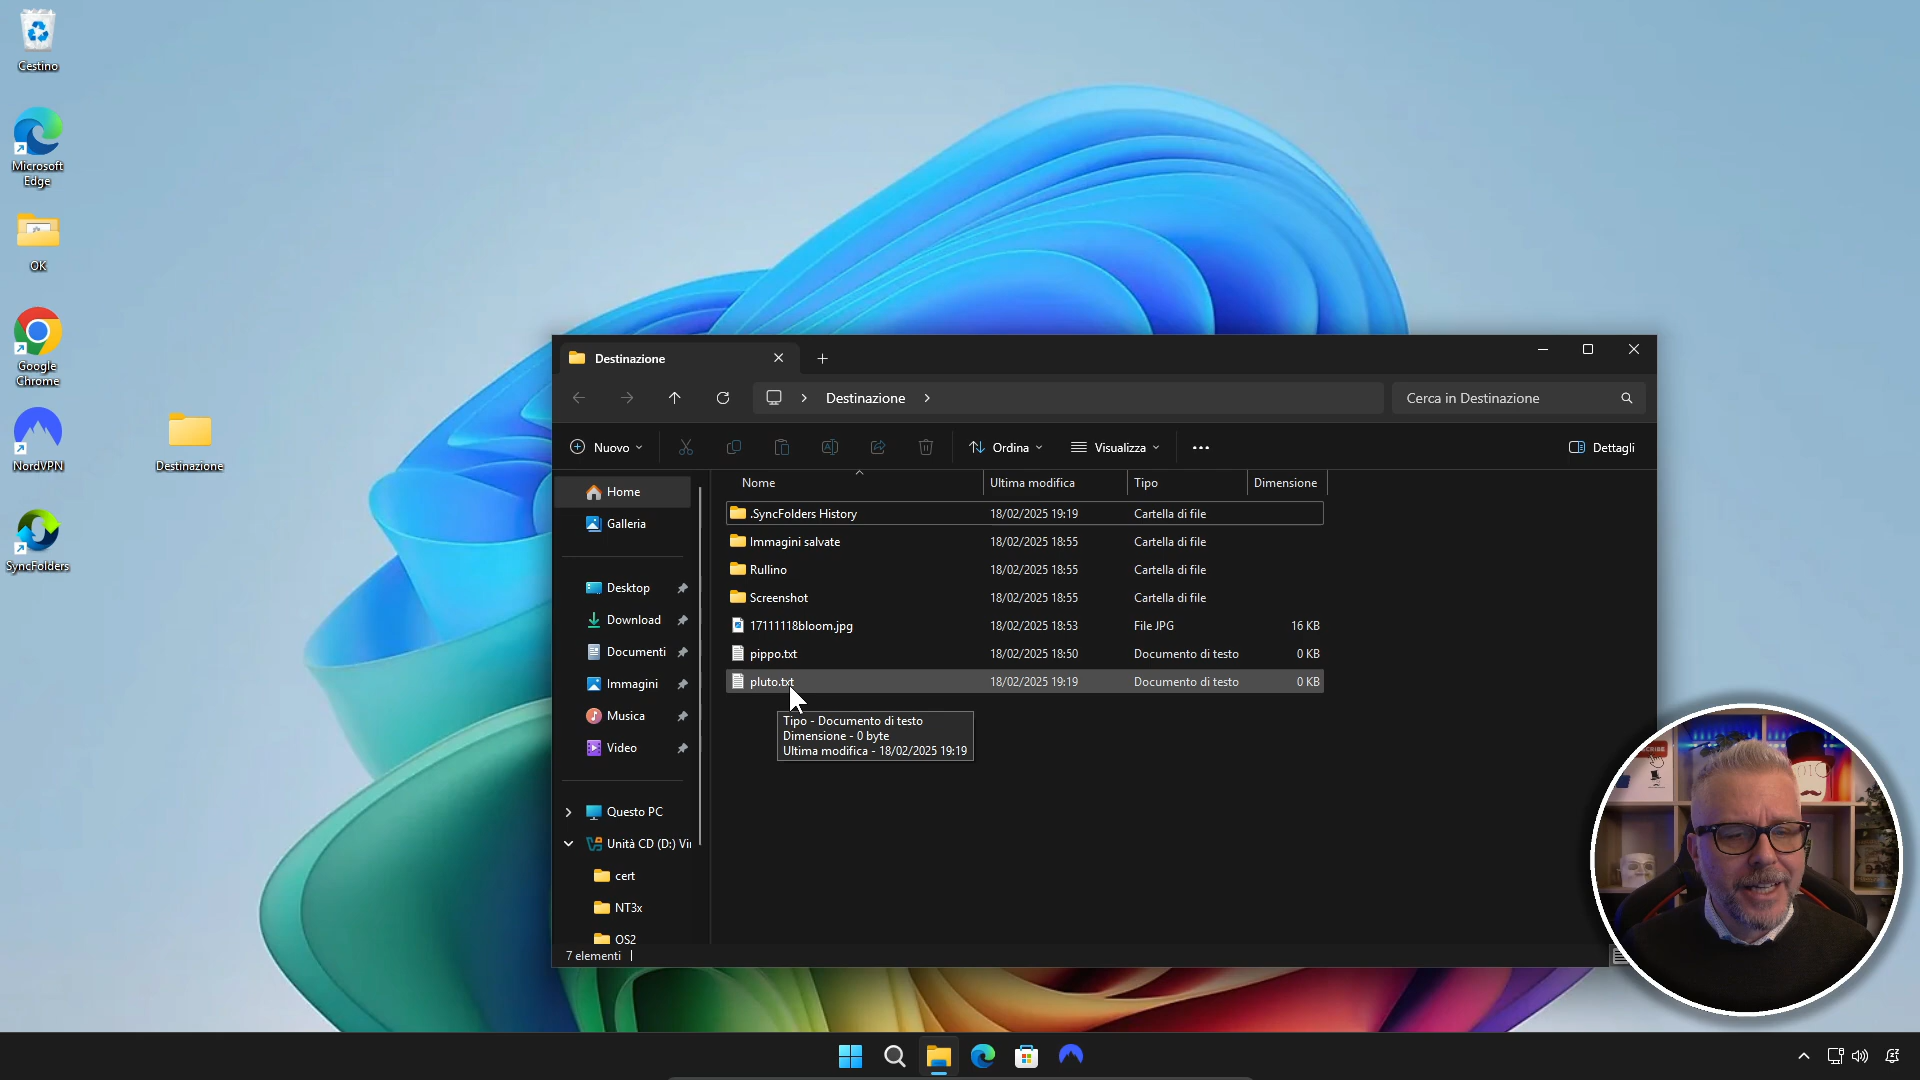 Cestino
Microsoft
Edge
OK
Google
Chrome
NordVPN
SyncFolders
Destinazione
Destinazione
Destinazione
Cerca in Destinazione
Nuovo
Ordina
Visualizza
Dettagli
Home
Galleria
Desktop
Download
Documenti
Immagini
Musica
Video
Questo PC
Unità CD (D:) Vi
cert
NT3x
OS2
Nome Ultima modifica Tipo Dimensione
.SyncFolders History 18/02/2025 19:19 Cartella di file
Immagini salvate 18/02/2025 18:55 Cartella di file
Rullino 18/02/2025 18:55 Cartella di file
Screenshot 18/02/2025 18:55 Cartella di file
17111118bloom.jpg 18/02/2025 18:53 File JPG 16 KB
pippo.txt 18/02/2025 18:50 Documento di testo 0 KB
pluto.txt 18/02/2025 19:19 Documento di testo 0 KB
Tipo - Documento di testo
Dimensione - 0 byte
Ultima modifica - 18/02/2025 19:19
7 elementi